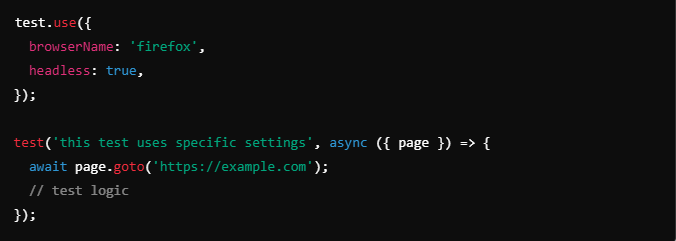 test.use({
  browserName: 'firefox',
  headless: true,
});

test('this test uses specific settings', async ({ page }) => {
  await page.goto('https://example.com');
  // test logic
});